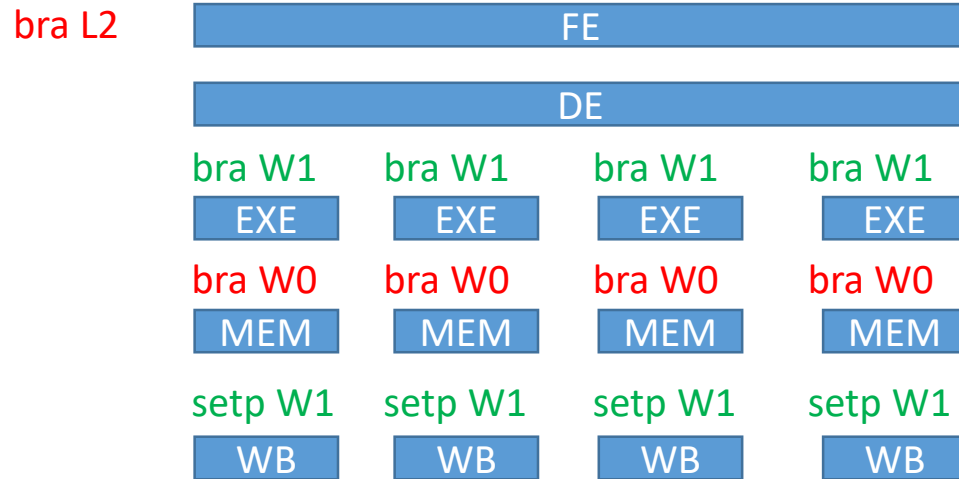 bra L2 FE
DE
bra W1 bra W1 bra W1 bra W1
EXE EXE EXE EXE
bra W0 bra W0 bra W0 bra W0
MEM MEM MEM MEM
setp W1 setp W1 setp W1 setp W1
WB WB WB WB